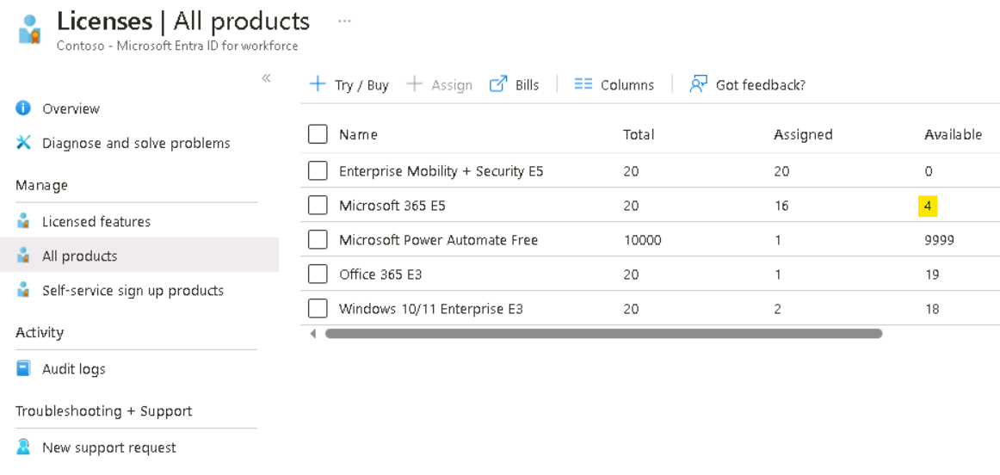 Licenses | All products ...
Contoso - Microsoft Entra ID for workforce
«
Overview
Diagnose and solve problems
Manage
Licensed features
All products
Self-service sign up products
Activity
Audit logs
Troubleshooting + Support
New support request
+ Try / Buy + Assign Bills Columns Got feedback?
Name Total Assigned Available
Enterprise Mobility + Security E5 20 20 0
Microsoft 365 E5 20 16 4
Microsoft Power Automate Free 10000 1 9999
Office 365 E3 20 1 19
Windows 10/11 Enterprise E3 20 2 18